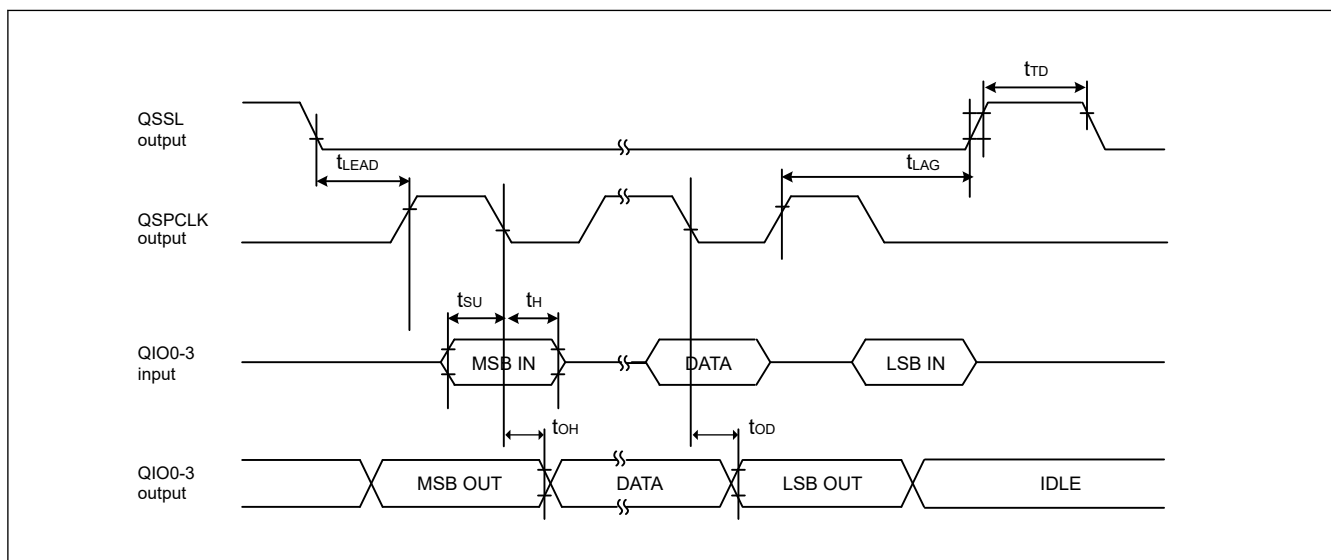 tTD
QSSL
output
tLEAD
tLAG
QSPCLK
output
tSU
tH
QIO0-3
input
MSB IN
DATA
LSB IN
tOH
tOD
QIO0-3
output
MSB OUT
DATA
LSB OUT
IDLE